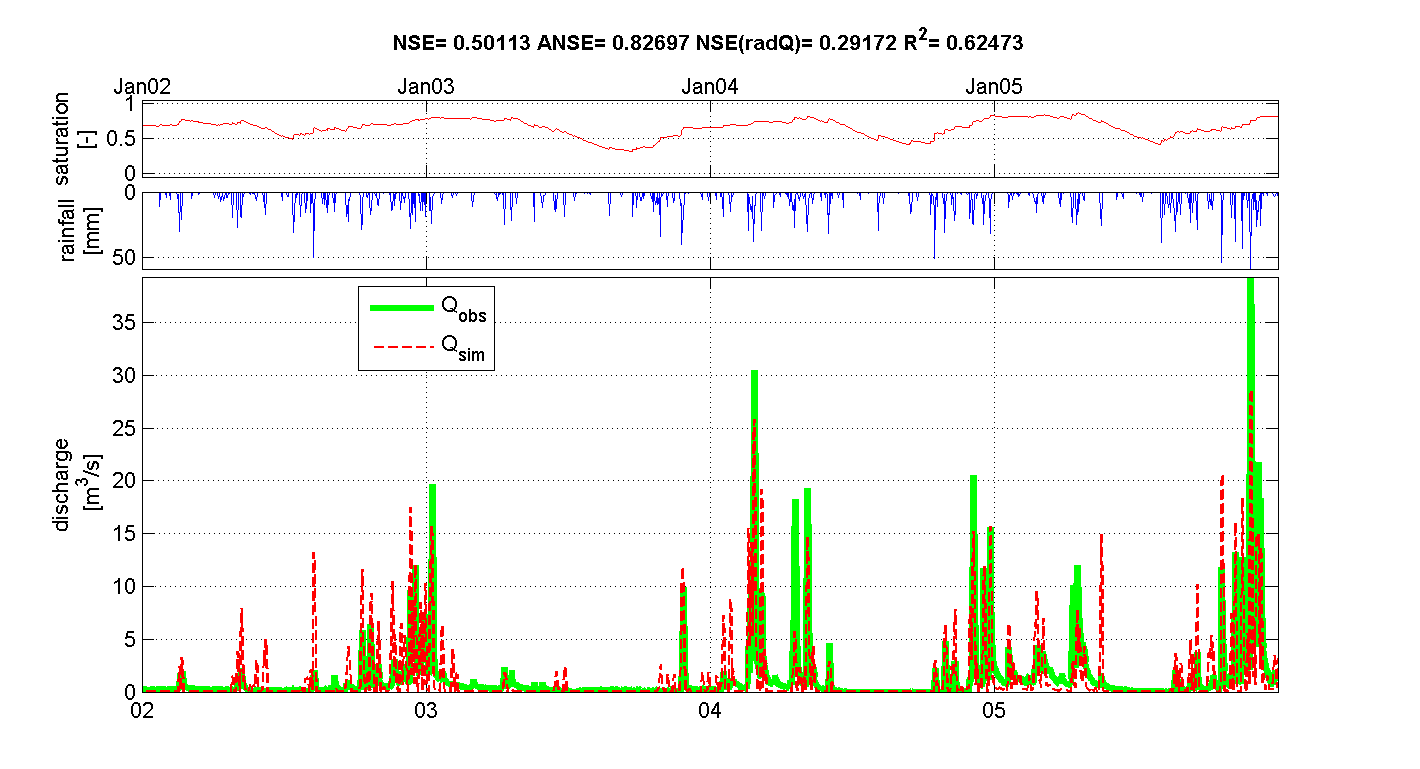 NSE= 0.50113 ANSE= 0.82697 NSE(radQ)= 0.29172 R²= 0.62473
Jan02 Jan03 Jan04 Jan05
saturation
[-]
1
0.5
0
rainfall
[mm]
0
50
discharge
[m³/s]
35
30
25
20
15
10
5
0
Qobs
Qsim
02 03 04 05